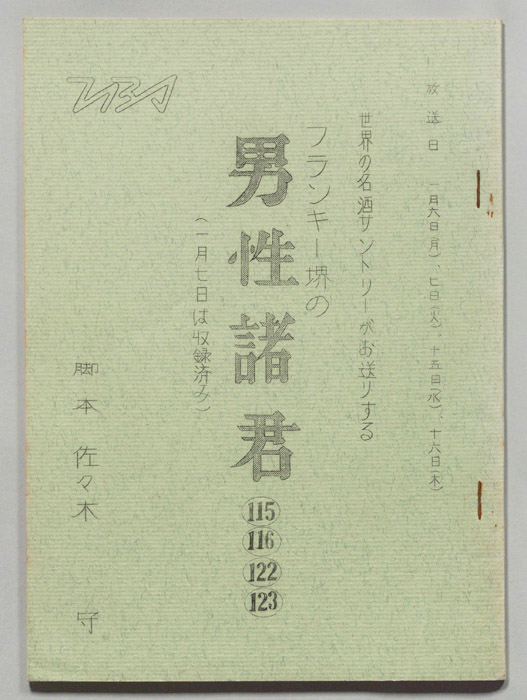 放送日　一月六日(月)、七日(火)、十五日(水)、十六日(木)
世界の名酒サントリーがお送りする
フランキー堺の
男性諸君
115
116
122
123
(一月七日は収録済み)
脚本　佐々木　守